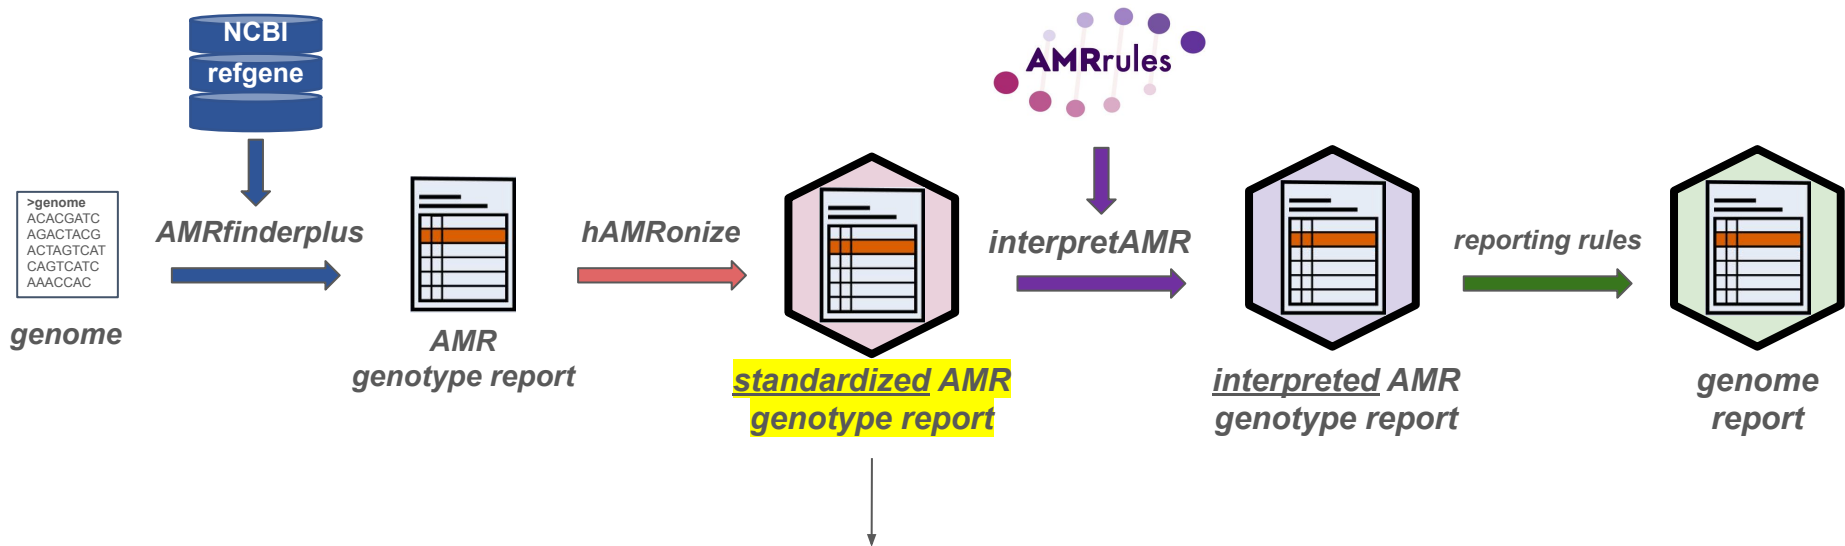 NCBI
refgene
AMRrules
>genome
ACACGATC
AGACTACG
ACTAGTCAT
CAGTCATC
AAACCAC
genome
AMRfinderplus
AMR
genotype report
hAMRonize
standardized AMR
genotype report
interpretAMR
interpreted AMR
genotype report
reporting rules
genome
report